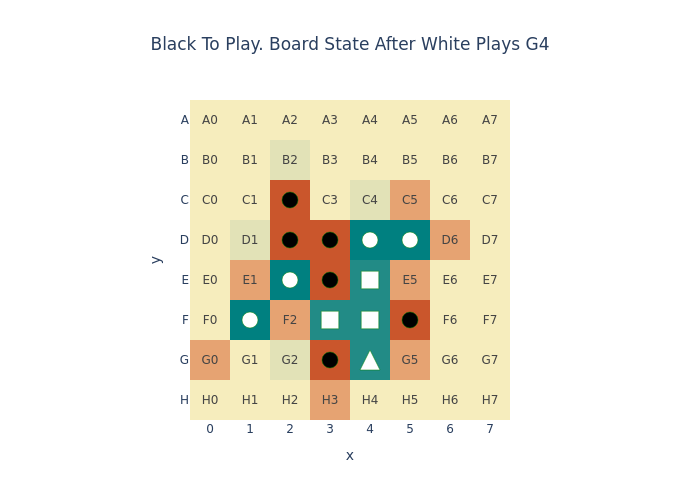 Black To Play. Board State After White Plays G4
A A0 A1 A2 A3 A4 A5 A6 A7
B B0 B1 B2 B3 B4 B5 B6 B7
C C0 C1 C3 C4 C5 C6 C7
D D0 D1 D6 D7
y
E E0 E1 E5 E6 E7
F F0 F2 F6 F7
G G0 G1 G2 G5 G6 G7
H H0 H1 H2 H3 H4 H5 H6 H7
0 1 2 3 4 5 6 7
x